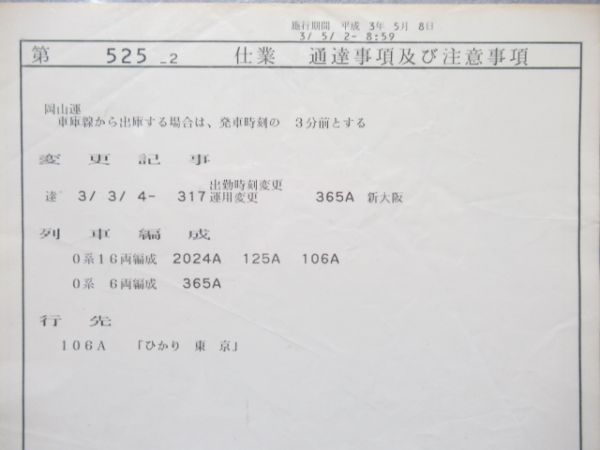 施行期間 平成 3年 5月 8日
3/ 5/ 2- 8:59
第 525 _2 仕業 通達事項及び注意事項
岡山運
車庫線から出庫する場合は、発車時刻の 3分前とする
変更記事
達 3/ 3/ 4- 317 出勤時刻変更 運用変更 365A 新大阪
列車編成
0系16両編成 2024A 125A 106A
0系 6両編成 365A
行先
106A 「ひかり 東 京」